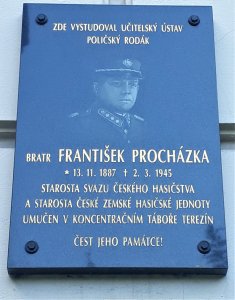 ZDE VYSTUDOVAL UČITELSKÝ ÚSTAV
POLIČSKÝ RODÁK
BRATR FRANTIŠEK PROCHÁZKA
* 13. 11. 1887 † 2. 3. 1945
STAROSTA SVAZU ČESKÉHO HASIČSTVA
A STAROSTA ČESKÉ ZEMSKÉ HASIČSKÉ JEDNOTY
UMUČEN V KONCENTRAČNÍM TÁBOŘE TEREZÍN
ČEST JEHO PAMÁTCE!